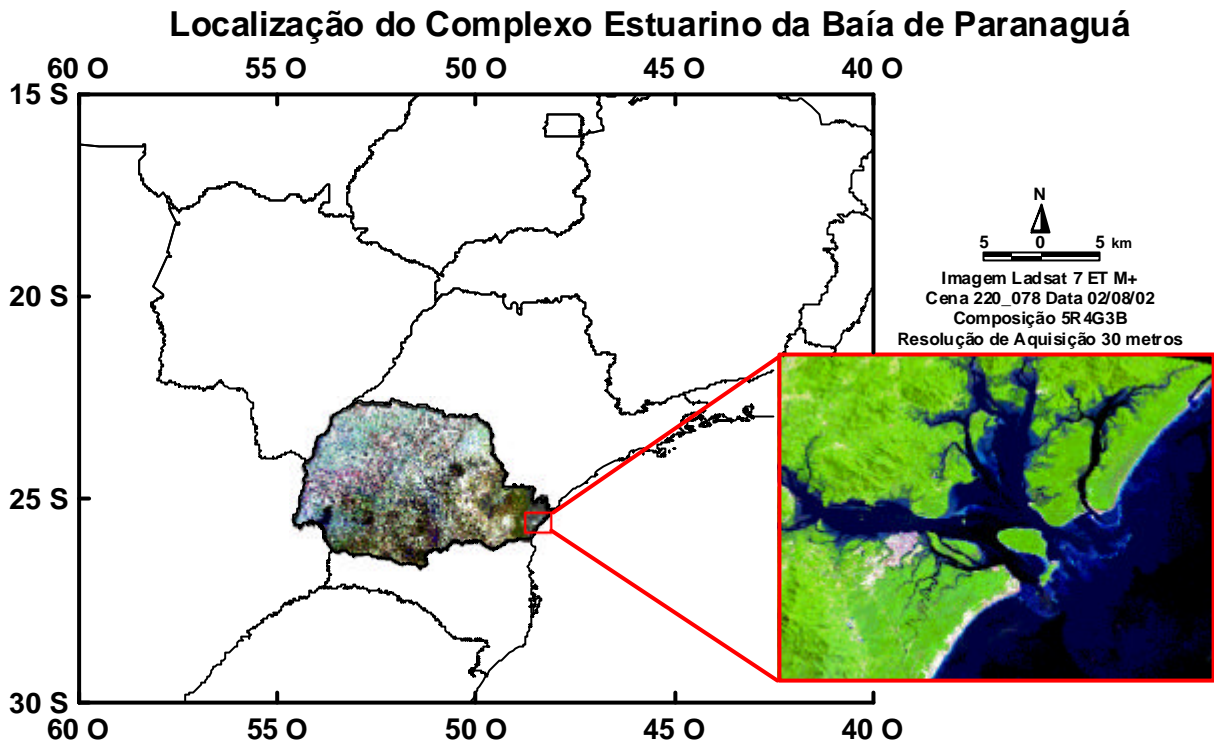 Localização do Complexo Estuarino da Baía de Paranaguá
60 O 55 O 50 O 45 O 40 O
15 S
20 S
25 S
30 S
60 O 55 O 50 O 45 O 40 O
N
5 0 5 km
Imagem Ladsat 7 ET M+
Cena 220_078 Data 02/08/02
Composição 5R4G3B
Resolução de Aquisição 30 metros